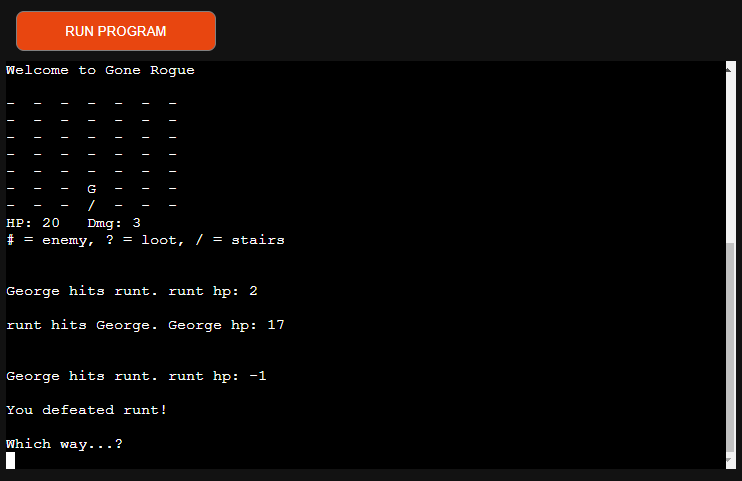 RUN PROGRAM
Welcome to Gone Rogue
- - - - - - -
- - - - - - -
- - - - - - -
- - - - - - -
- - - - - - -
- - - G - - -
- - - / - - -
HP: 20   Dmg: 3
# = enemy, ? = loot, / = stairs
George hits runt. runt hp: 2
runt hits George. George hp: 17
George hits runt. runt hp: -1
You defeated runt!
Which way...?